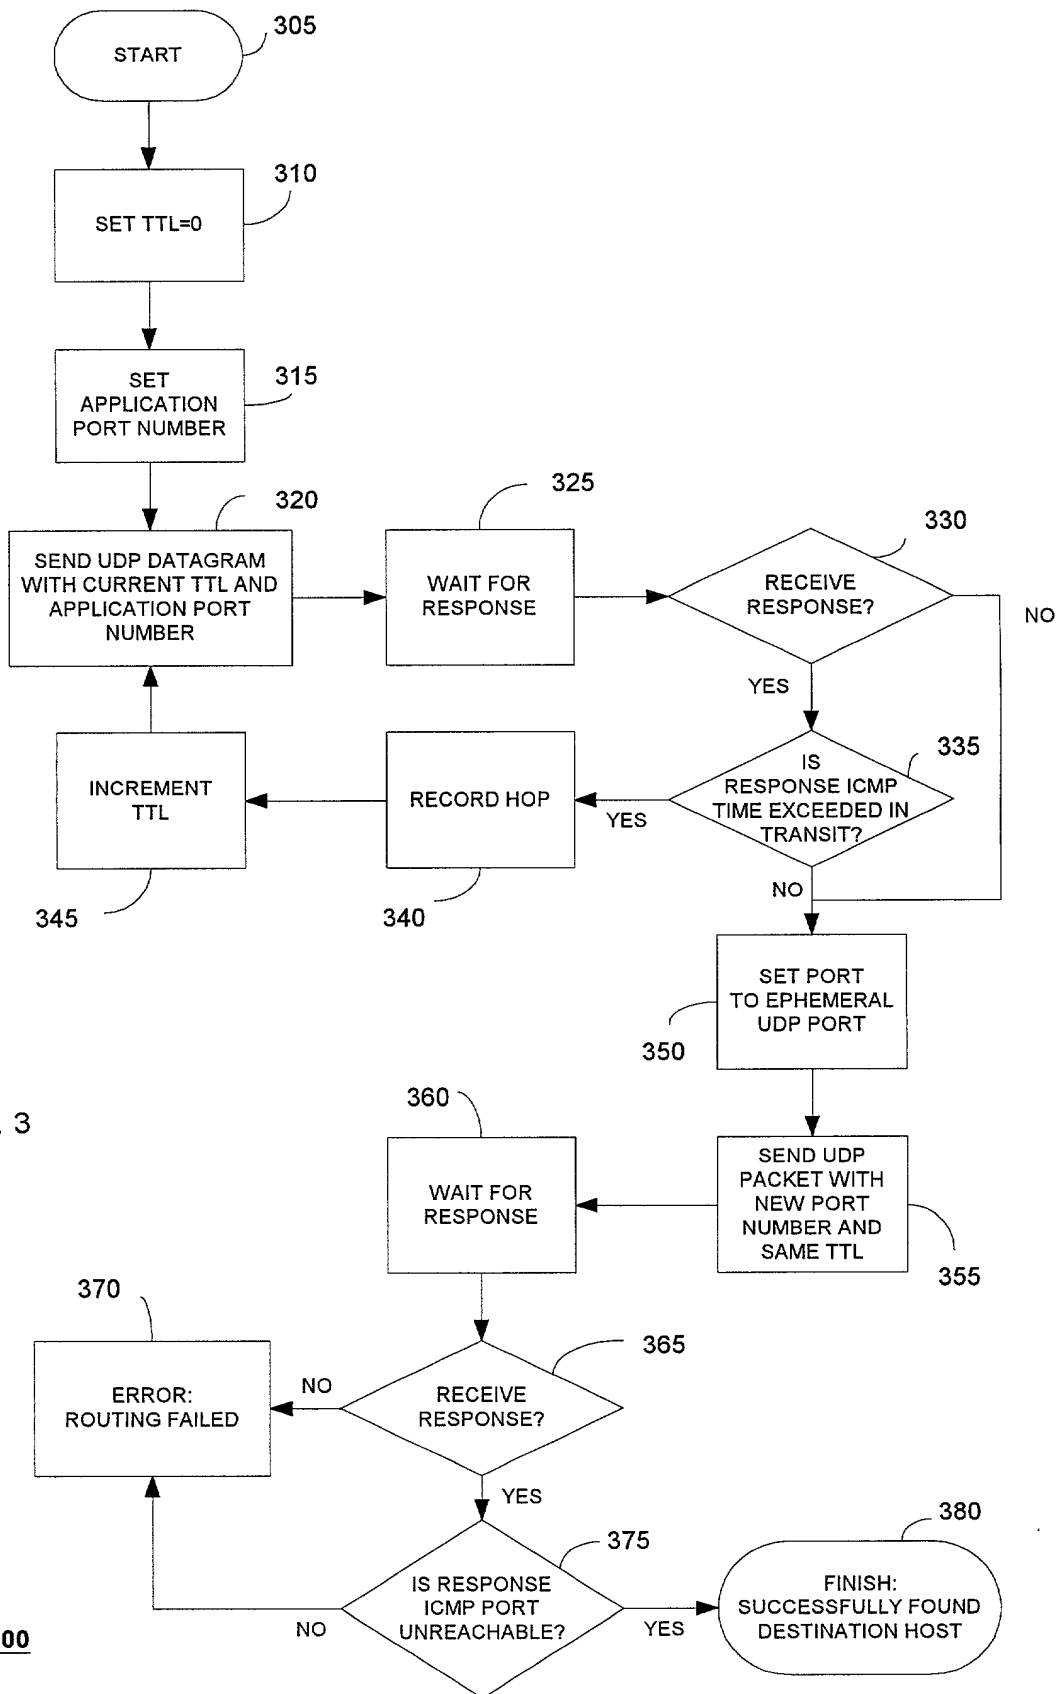 START
305
SET TTL=0
310
SET
APPLICATION
PORT NUMBER
315
SEND UDP DATAGRAM
WITH CURRENT TTL AND
APPLICATION PORT
NUMBER
320
WAIT FOR
RESPONSE
325
RECEIVE
RESPONSE?
330
NO
YES
IS
RESPONSE ICMP
TIME EXCEEDED IN
TRANSIT?
335
YES
NO
RECORD HOP
340
INCREMENT
TTL
345
SET PORT
TO EPHEMERAL
UDP PORT
350
SEND UDP
PACKET WITH
NEW PORT
NUMBER AND
SAME TTL
355
. 3
WAIT FOR
RESPONSE
360
RECEIVE
RESPONSE?
365
NO
YES
ERROR:
ROUTING FAILED
370
IS RESPONSE
ICMP PORT
UNREACHABLE?
375
NO
YES
FINISH:
SUCCESSFULLY FOUND
DESTINATION HOST
380
00